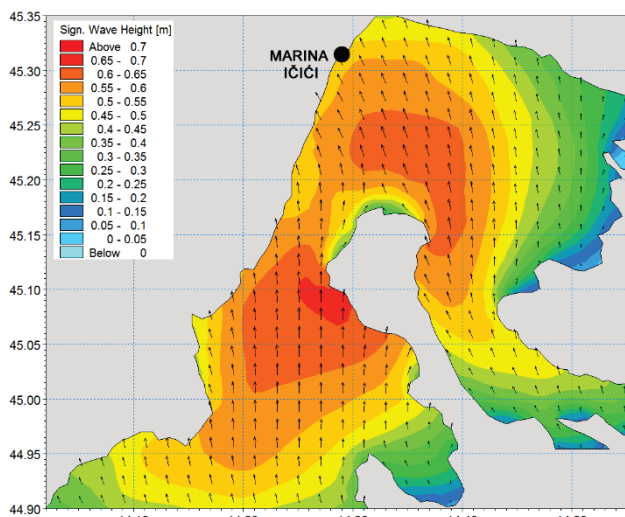 45.35
45.30
45.25
45.20
45.15
45.10
45.05
45.00
44.95
44.90
Sign. Wave Height [m]
Above 0.7
0.65 - 0.7
0.6 - 0.65
0.55 - 0.6
0.5 - 0.55
0.45 - 0.5
0.4 - 0.45
0.35 - 0.4
0.3 - 0.35
0.25 - 0.3
0.2 - 0.25
0.15 - 0.2
0.1 - 0.15
0.05 - 0.1
0 - 0.05
Below 0
MARINA
IČIĆI